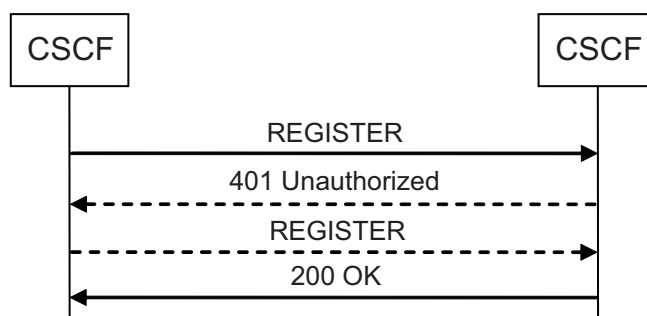 CSCF
CSCF
REGISTER
401 Unauthorized
REGISTER
200 OK